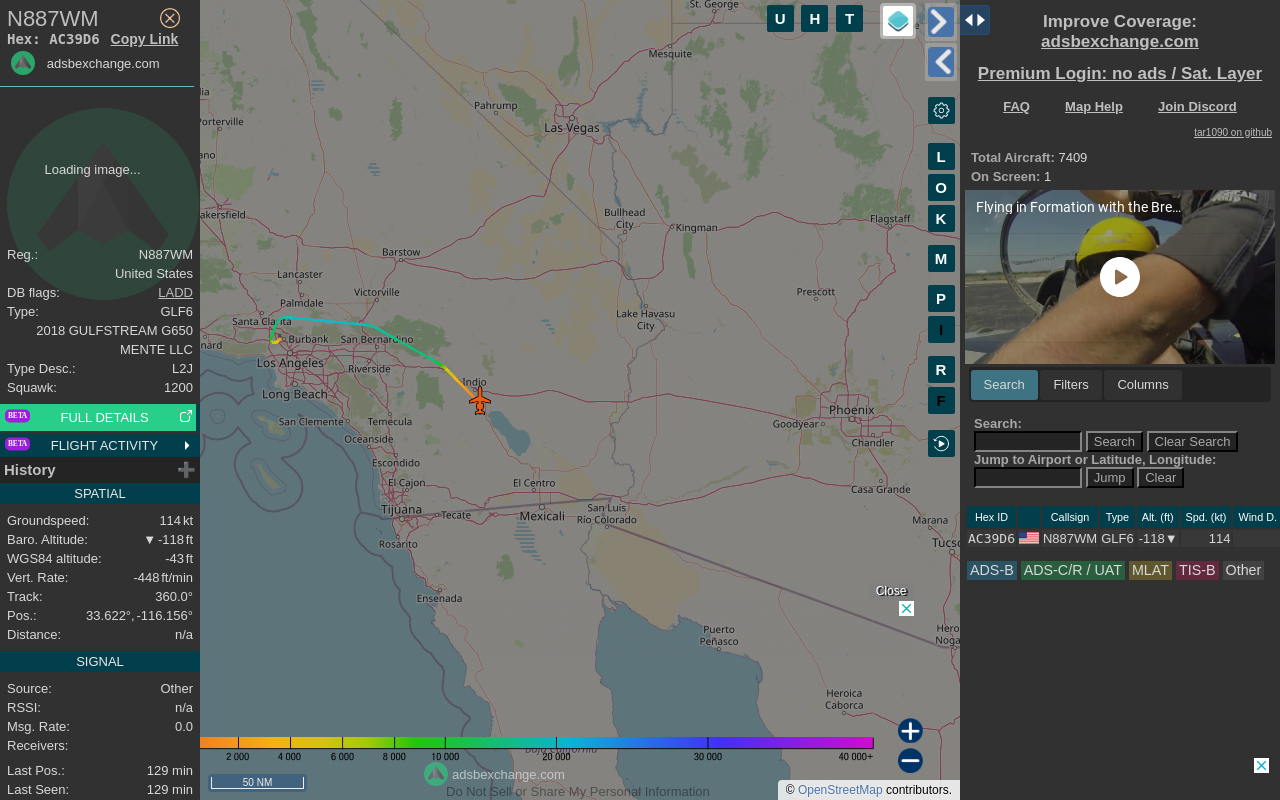 N887WM
Hex: AC39D6 Copy Link
adsbexchange.com
Loading image...
Reg.: N887WM
United States
DB flags: LADD
Type: GLF6
2018 GULFSTREAM G650
MENTE LLC
Type Desc.: L2J
Squawk: 1200
BETA FULL DETAILS
BETA FLIGHT ACTIVITY
History
SPATIAL
Groundspeed: 114 kt
Baro. Altitude: ▼ -118 ft
WGS84 altitude: -43 ft
Vert. Rate: -448 ft/min
Track: 360.0°
Pos.: 33.622°, -116.156°
Distance: n/a
SIGNAL
Source: Other
RSSI: n/a
Msg. Rate: 0.0
Receivers:
Last Pos.: 129 min
Last Seen: 129 min
St. George
Mesquite
Pahrump
Las Vegas
Porterville
Bullhead City
Kingman
Flagstaff
Barstow
Lancaster
Victorville
Palmdale
Prescott
Santa Clarita
Lake Havasu City
Burbank
San Bernardino
Los Angeles
Riverside
Indio
Long Beach
Phoenix
San Clemente
Temecula
Goodyear
Oceanside
Chandler
Escondido
El Cajon
El Centro
Casa Grande
Tijuana
Tecate
Mexicali
San Luis Río Colorado
Marana
Rosarito
Ensenada
Puerto Peñasco
Heroica Caborca
Baja California
U H T
L
O
K
M
P
I
R
F
Close
2 000 4 000 6 000 8 000 10 000 20 000 30 000 40 000+
50 NM
adsbexchange.com
Do Not Sell or Share My Personal Information
© OpenStreetMap contributors.
Improve Coverage:
adsbexchange.com
Premium Login: no ads / Sat. Layer
FAQ Map Help Join Discord
tar1090 on github
Total Aircraft: 7409
On Screen: 1
Flying in Formation with the Bre...
Search Filters Columns
Search:
Search Clear Search
Jump to Airport or Latitude, Longitude:
Jump Clear
Hex ID Callsign Type Alt. (ft) Spd. (kt) Wind D.
AC39D6 N887WM GLF6 -118▼ 114
ADS-B ADS-C/R / UAT MLAT TIS-B Other